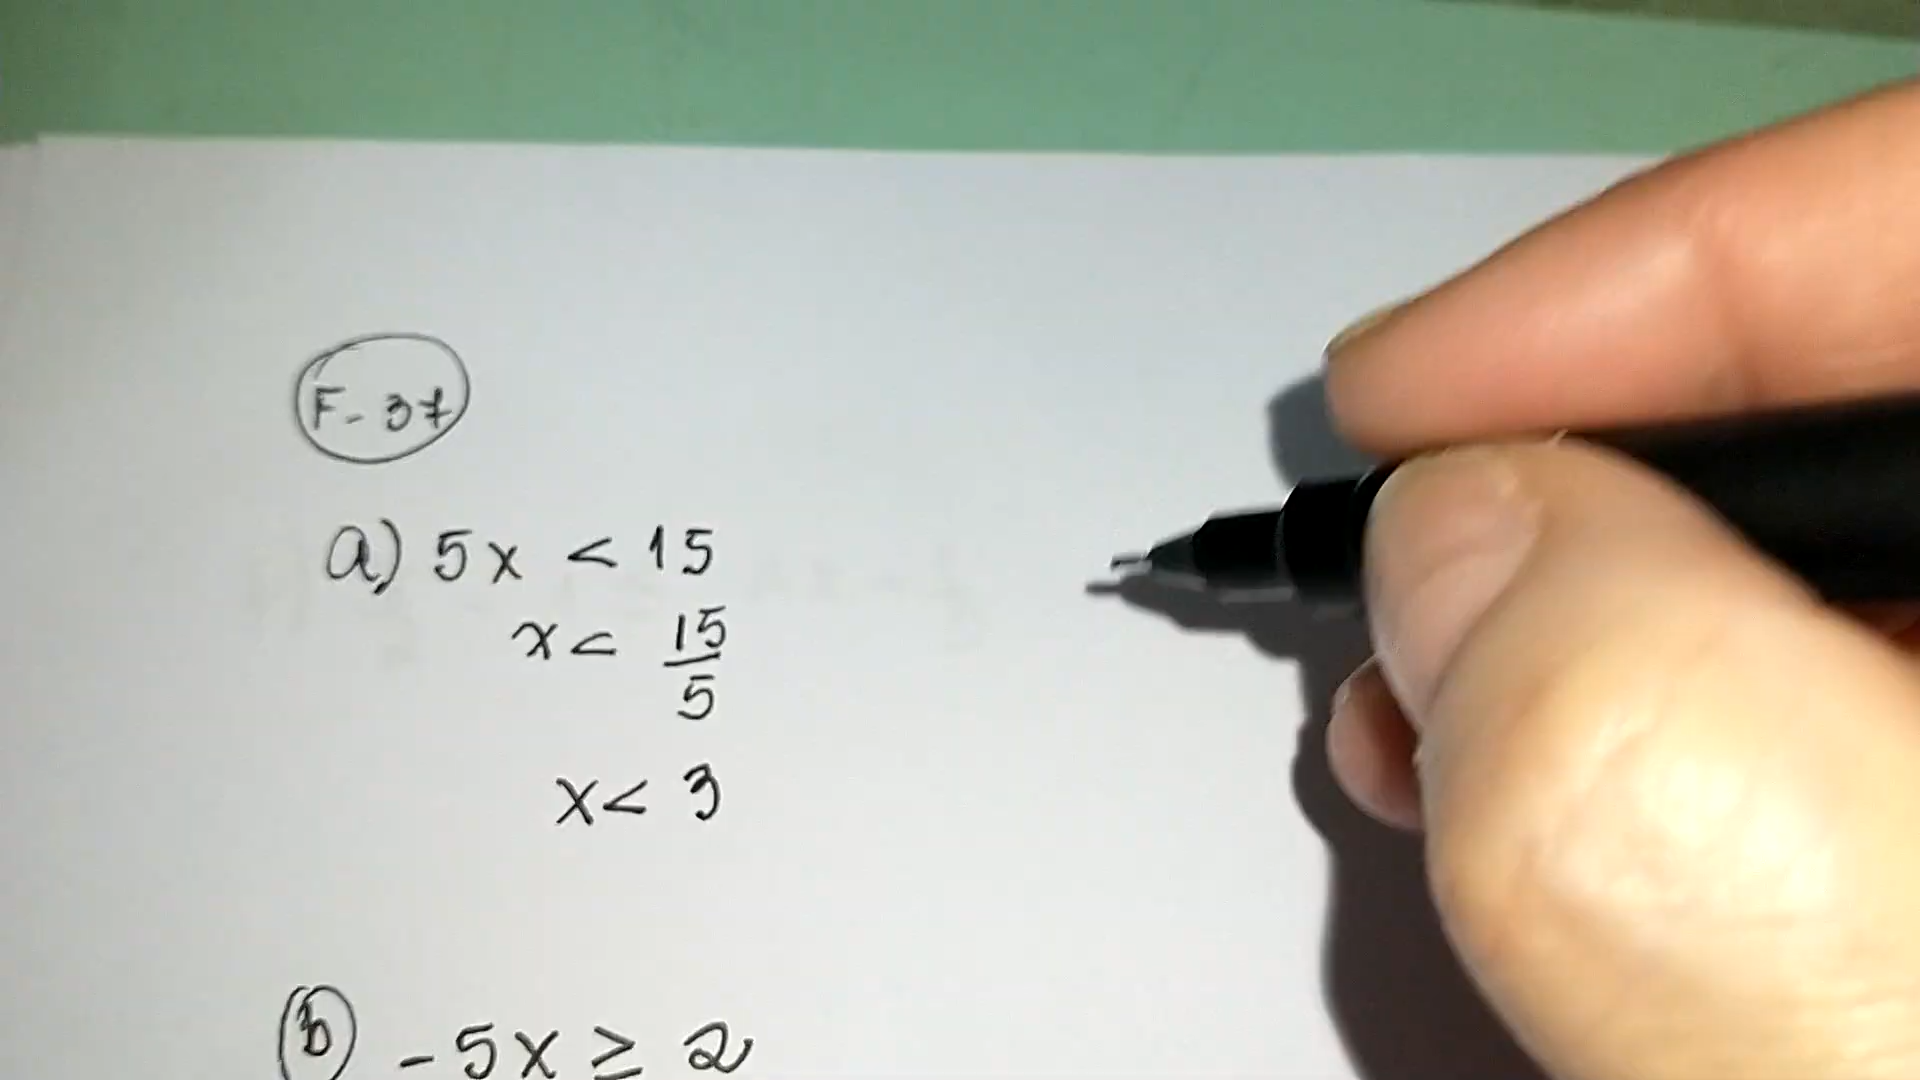 F-37
a) 5x < 15
x < 15/5
x < 3
b) -5x ≥ 2